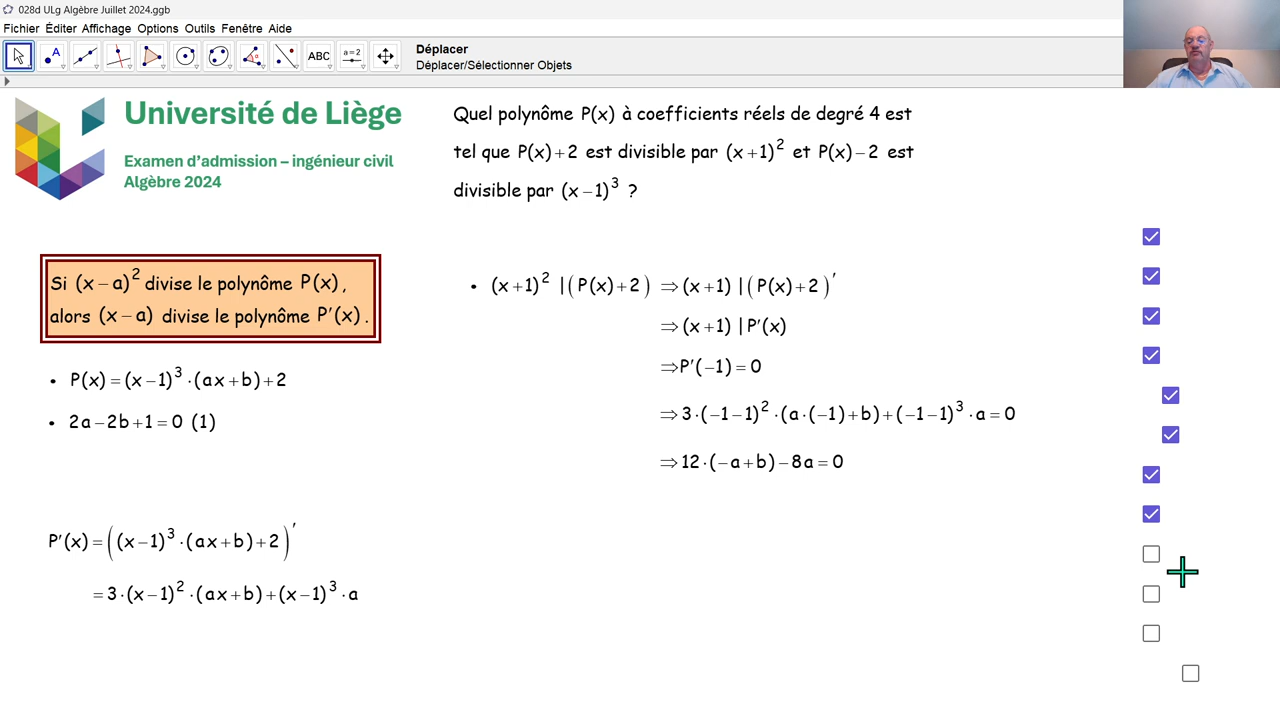 028d ULg Algèbre Juillet 2024.ggb
Fichier Éditer Affichage Options Outils Fenêtre Aide
A
ABC
a=2
Déplacer
Déplacer/Sélectionner Objets
Université de Liège
Examen d’admission – ingénieur civil
Algèbre 2024
Quel polynôme P(x) à coefficients réels de degré 4 est
tel que P(x)+2 est divisible par (x+1)² et P(x)−2 est
divisible par (x−1)³ ?
Si (x−a)² divise le polynôme P(x),
alors (x−a) divise le polynôme P'(x).
• P(x)=(x−1)³·(ax+b)+2
• 2a−2b+1=0 (1)
P'(x)=((x−1)³·(ax+b)+2)'
=3·(x−1)²·(ax+b)+(x−1)³·a
• (x+1)² |(P(x)+2) ⇒(x+1) |(P(x)+2)'
⇒(x+1) |P'(x)
⇒P'(−1)=0
⇒3·(−1−1)²·(a·(−1)+b)+(−1−1)³·a=0
⇒12·(−a+b)−8a=0